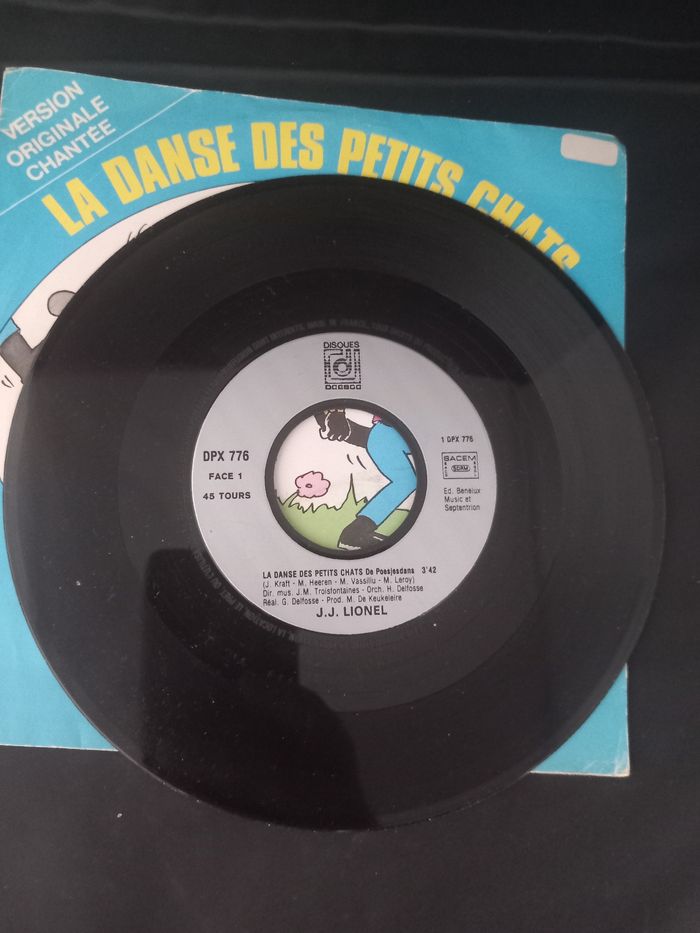 VERSION
ORIGINALE
CHANTÉE
LA DANSE DES PETITS CHATS
DISQUES
DPX 776
FACE 1
45 TOURS
1 DPX 776
SACEM
SDRM
Ed. Benelux
Music et
Septentrion
LA DANSE DES PETITS CHATS De Poesjesdans 3'42
(J. Kraft - M. Heeren - M. Vassiliu - M. Leroy)
Dir. mus. J.M. Troisfontaines - Orch. H. Delfosse
Réal. G. Delfosse - Prod. M. De Keukeleire
J.J. LIONEL